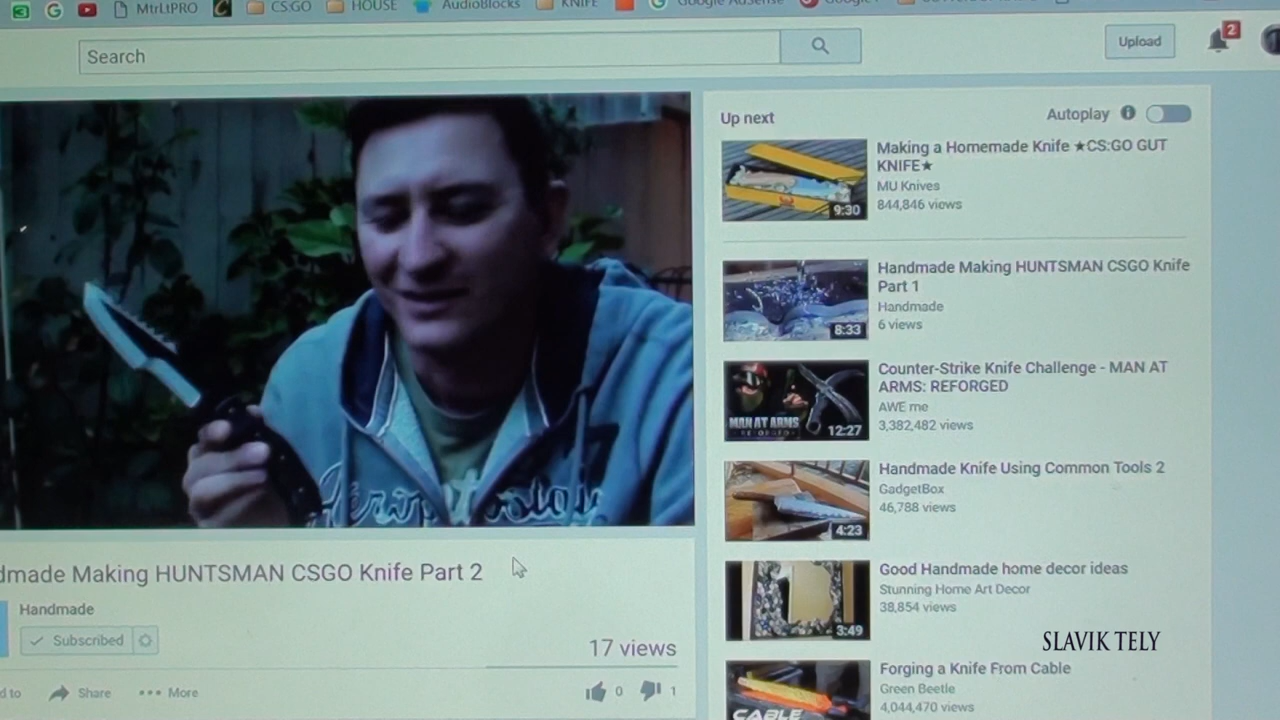 MtrLtPRO
CS:GO
HOUSE
AudioBlocks
KNIFE
Google AdSense
Search
Upload
2
Up next
Autoplay
Making a Homemade Knife ★CS:GO GUT
KNIFE★
MU Knives
844,846 views
9:30
Handmade Making HUNTSMAN CSGO Knife
Part 1
Handmade
6 views
8:33
Counter-Strike Knife Challenge - MAN AT
ARMS: REFORGED
AWE me
3,382,482 views
MAN AT ARMS
REFORGED
12:27
Handmade Knife Using Common Tools 2
GadgetBox
46,788 views
4:23
Good Handmade home decor ideas
Stunning Home Art Decor
38,854 views
3:49
Forging a Knife From Cable
Green Beetle
4,044,470 views
CABLE
dmade Making HUNTSMAN CSGO Knife Part 2
Handmade
Subscribed
17 views
d to
Share
More
0
1
SLAVIK TELY